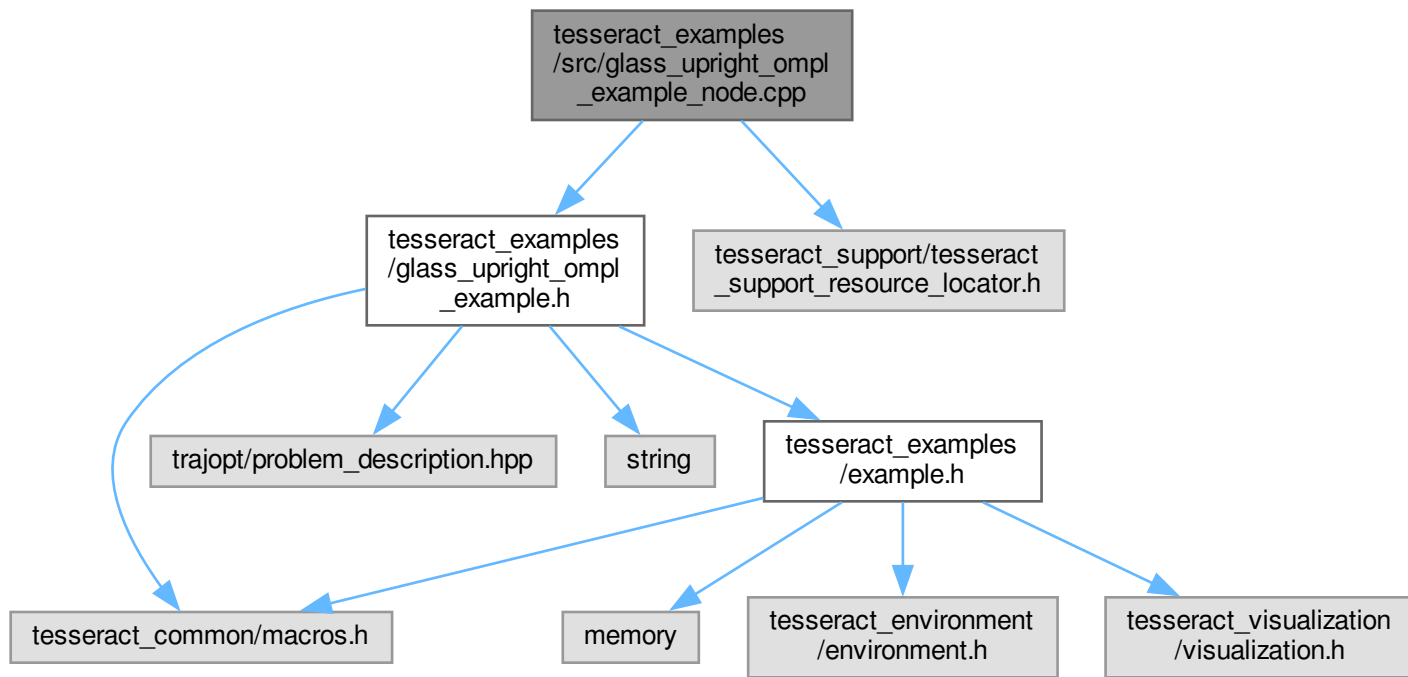 tesseract_examples
/src/glass_upright_ompl
_example_node.cpp
tesseract_examples
/glass_upright_ompl
_example.h
tesseract_support/tesseract
_support_resource_locator.h
trajopt/problem_description.hpp
string
tesseract_examples
/example.h
tesseract_common/macros.h
memory
tesseract_environment
/environment.h
tesseract_visualization
/visualization.h